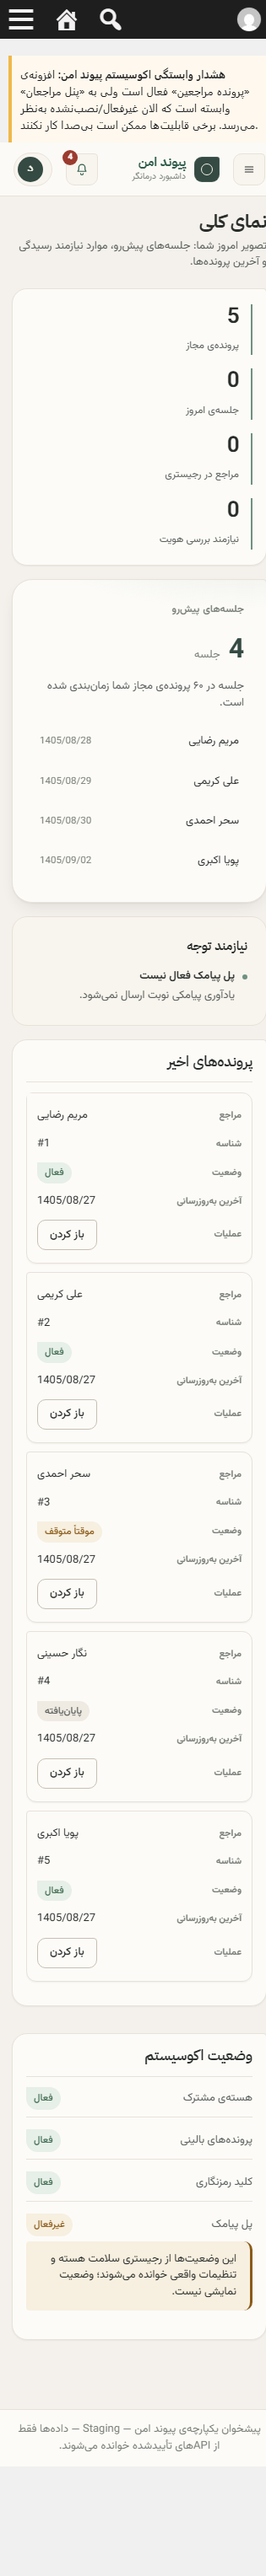 هشدار وابستگی اکوسیستم پیوند امن: افزونه‌ی
«پرونده مراجعین» فعال است ولی به «پیوند مراجعان»
وابسته است که الان غیرفعال/نصب‌نشده به‌نظر
می‌رسد. برخی قابلیت‌ها ممکن است بی‌صدا کار نکنند.
پیوند امن
داشبورد درمانگر
4
د
نمای کلی
تصویر امروز شما: جلسه‌های پیش‌رو، موارد نیازمند رسیدگی
و آخرین پرونده‌ها.
5
پرونده‌ی مجاز
0
جلسه‌ی امروز
0
مراجع در رجیستری
0
نیازمند بررسی هویت
جلسه‌های پیش‌رو
4 جلسه
جلسه در ۶۰ پرونده‌ی مجاز شما زمان‌بندی شده
است.
مریم رضایی 1405/08/28
علی کریمی 1405/08/29
سحر احمدی 1405/08/30
پویا اکبری 1405/09/02
نیازمند توجه
پل پیامک فعال نیست
یادآوری پیامکی نوبت ارسال نمی‌شود.
پرونده‌های اخیر
مراجع مریم رضایی
شناسه #1
وضعیت فعال
آخرین به‌روزرسانی 1405/08/27
عملیات باز کردن
مراجع علی کریمی
شناسه #2
وضعیت فعال
آخرین به‌روزرسانی 1405/08/27
عملیات باز کردن
مراجع سحر احمدی
شناسه #3
وضعیت موقتاً متوقف
آخرین به‌روزرسانی 1405/08/27
عملیات باز کردن
مراجع نگار حسینی
شناسه #4
وضعیت پایان‌یافته
آخرین به‌روزرسانی 1405/08/27
عملیات باز کردن
مراجع پویا اکبری
شناسه #5
وضعیت فعال
آخرین به‌روزرسانی 1405/08/27
عملیات باز کردن
وضعیت اکوسیستم
هسته‌ی مشترک فعال
پرونده‌های بالینی فعال
کلید رمزنگاری فعال
پل پیامک غیرفعال
این وضعیت‌ها از رجیستری سلامت هسته و
تنظیمات واقعی خوانده می‌شوند؛ وضعیت
نمایشی نیست.
پیشخوان یکپارچه‌ی پیوند امن — Staging — داده‌ها فقط
از APIهای تأییدشده خوانده می‌شوند.